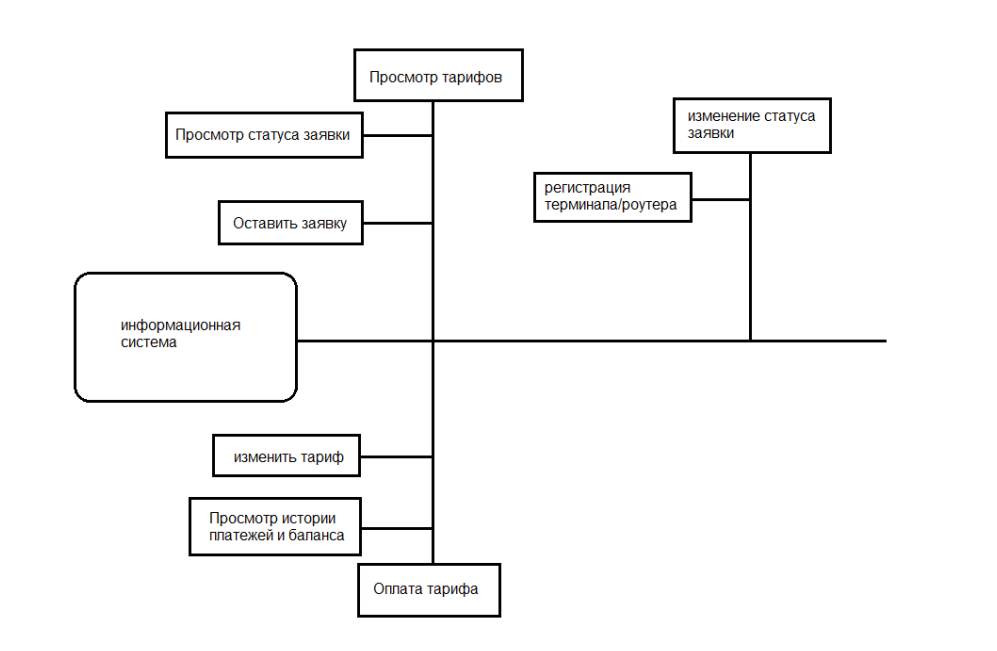 Просмотр тарифов
Просмотр статуса заявки
Оставить заявку
информационная
система
изменить тариф
Просмотр истории
платежей и баланса
Оплата тарифа
изменение статуса
заявки
регистрация
терминала/роутера